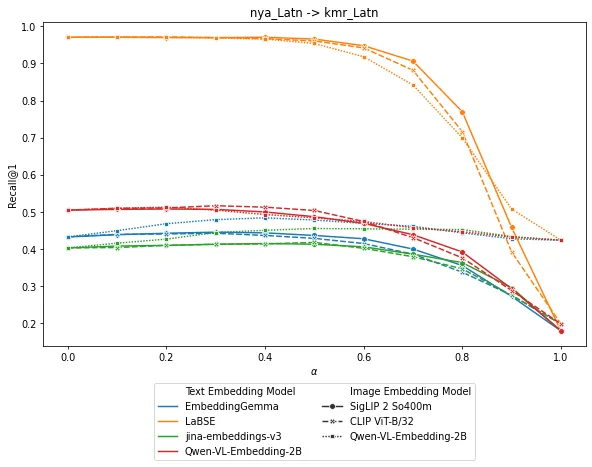 nya_Latn -> kmr_Latn
Recall@1
1.0
0.9
0.8
0.7
0.6
0.5
0.4
0.3
0.2
0.0 0.2 0.4 0.6 0.8 1.0
α
Text Embedding Model Image Embedding Model
EmbeddingGemma SigLIP 2 So400m
LaBSE CLIP ViT-B/32
jina-embeddings-v3 Qwen-VL-Embedding-2B
Qwen-VL-Embedding-2B